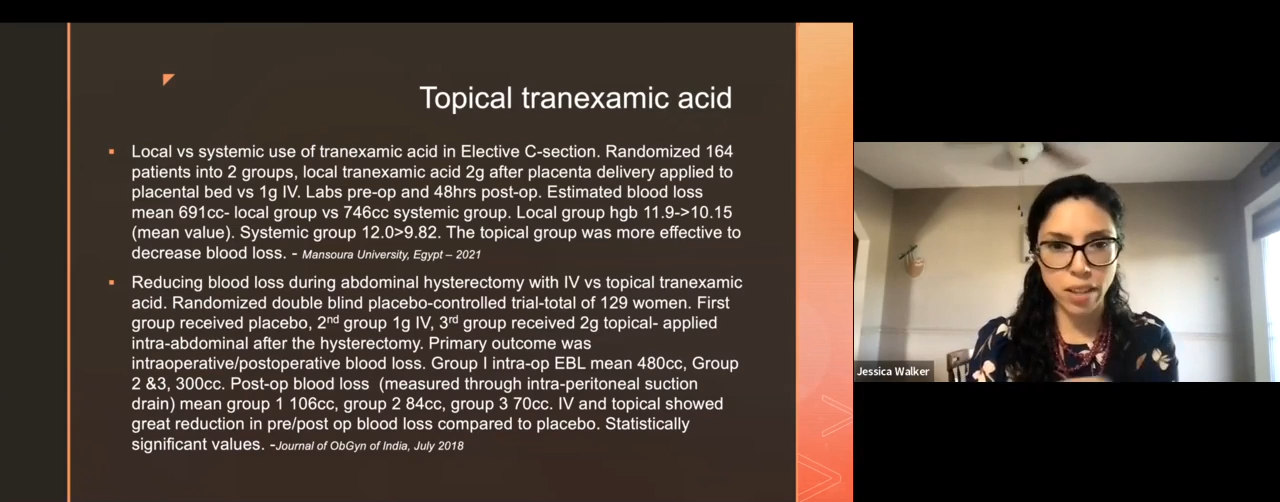 Topical tranexamic acid
▪ Local vs systemic use of tranexamic acid in Elective C-section. Randomized 164
patients into 2 groups, local tranexamic acid 2g after placenta delivery applied to
placental bed vs 1g IV. Labs pre-op and 48hrs post-op. Estimated blood loss
mean 691cc- local group vs 746cc systemic group. Local group hgb 11.9->10.15
(mean value). Systemic group 12.0>9.82. The topical group was more effective to
decrease blood loss. - Mansoura University, Egypt – 2021
▪ Reducing blood loss during abdominal hysterectomy with IV vs topical tranexamic
acid. Randomized double blind placebo-controlled trial-total of 129 women. First
group received placebo, 2nd group 1g IV, 3rd group received 2g topical- applied
intra-abdominal after the hysterectomy. Primary outcome was
intraoperative/postoperative blood loss. Group I intra-op EBL mean 480cc, Group
2 &3, 300cc. Post-op blood loss (measured through intra-peritoneal suction
drain) mean group 1 106cc, group 2 84cc, group 3 70cc. IV and topical showed
great reduction in pre/post op blood loss compared to placebo. Statistically
significant values. -Journal of ObGyn of India, July 2018
Jessica Walker